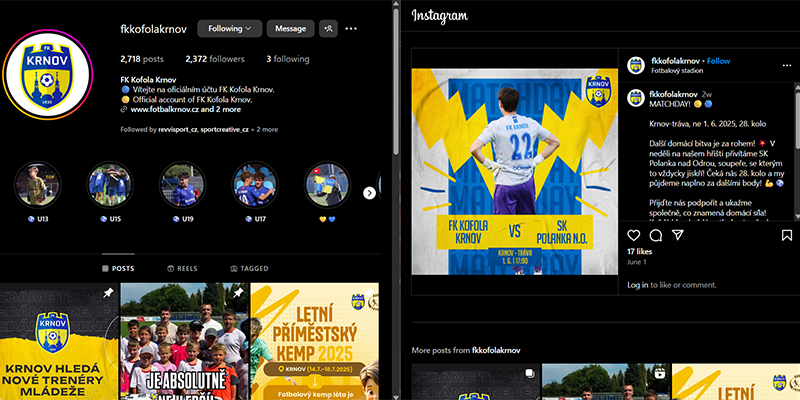 fkkofolakrnov
Following
Message
2,718 posts
2,372 followers
3 following
FK Kofola Krnov
Vítejte na oficiálním účtu FK Kofola Krnov.
Official account of FK Kofola Krnov.
www.fotbalkrnov.cz and 2 more
Followed by revvisport_cz, sportcreative_cz + 2 more
FK
KRNOV
TOP
U13
U15
U19
U17
POSTS
REELS
TAGGED
KRNOV
KRNOV HLEDÁ
NOVÉ TRENÉRY
MLÁDEŽE
JE ABSOLUTNĚ
LETNÍ
PŘÍMĚSTSKÝ
KEMP 2025
KRNOV (14.7.-18.7.2025)
Fotbalový kemp léta je
Instagram
MATCHDAY
KRNOV
FK KRNOV
22
FK KOFOLA
KRNOV
VS
SK
POLANKA N.O.
KRNOV - TRÁVA
1. 6. | 17:00
fkkofolakrnov • Follow
Fotbalový stadion
fkkofolakrnov 2w
MATCHDAY!
Krnov-tráva, ne 1. 6. 2025, 28. kolo
Další domácí bitva je za rohem! V
neděli na našem hřišti přivítáme SK
Polanka nad Odrou, soupeře, se kterým
to vždycky jiskří! Čeká nás 28. kolo a my
půjdeme naplno za dalšími body!
Přijďte nás podpořit a ukažme
společně, co znamená domácí síla!
17 likes
June 1
Log in to like or comment.
More posts from fkkofolakrnov